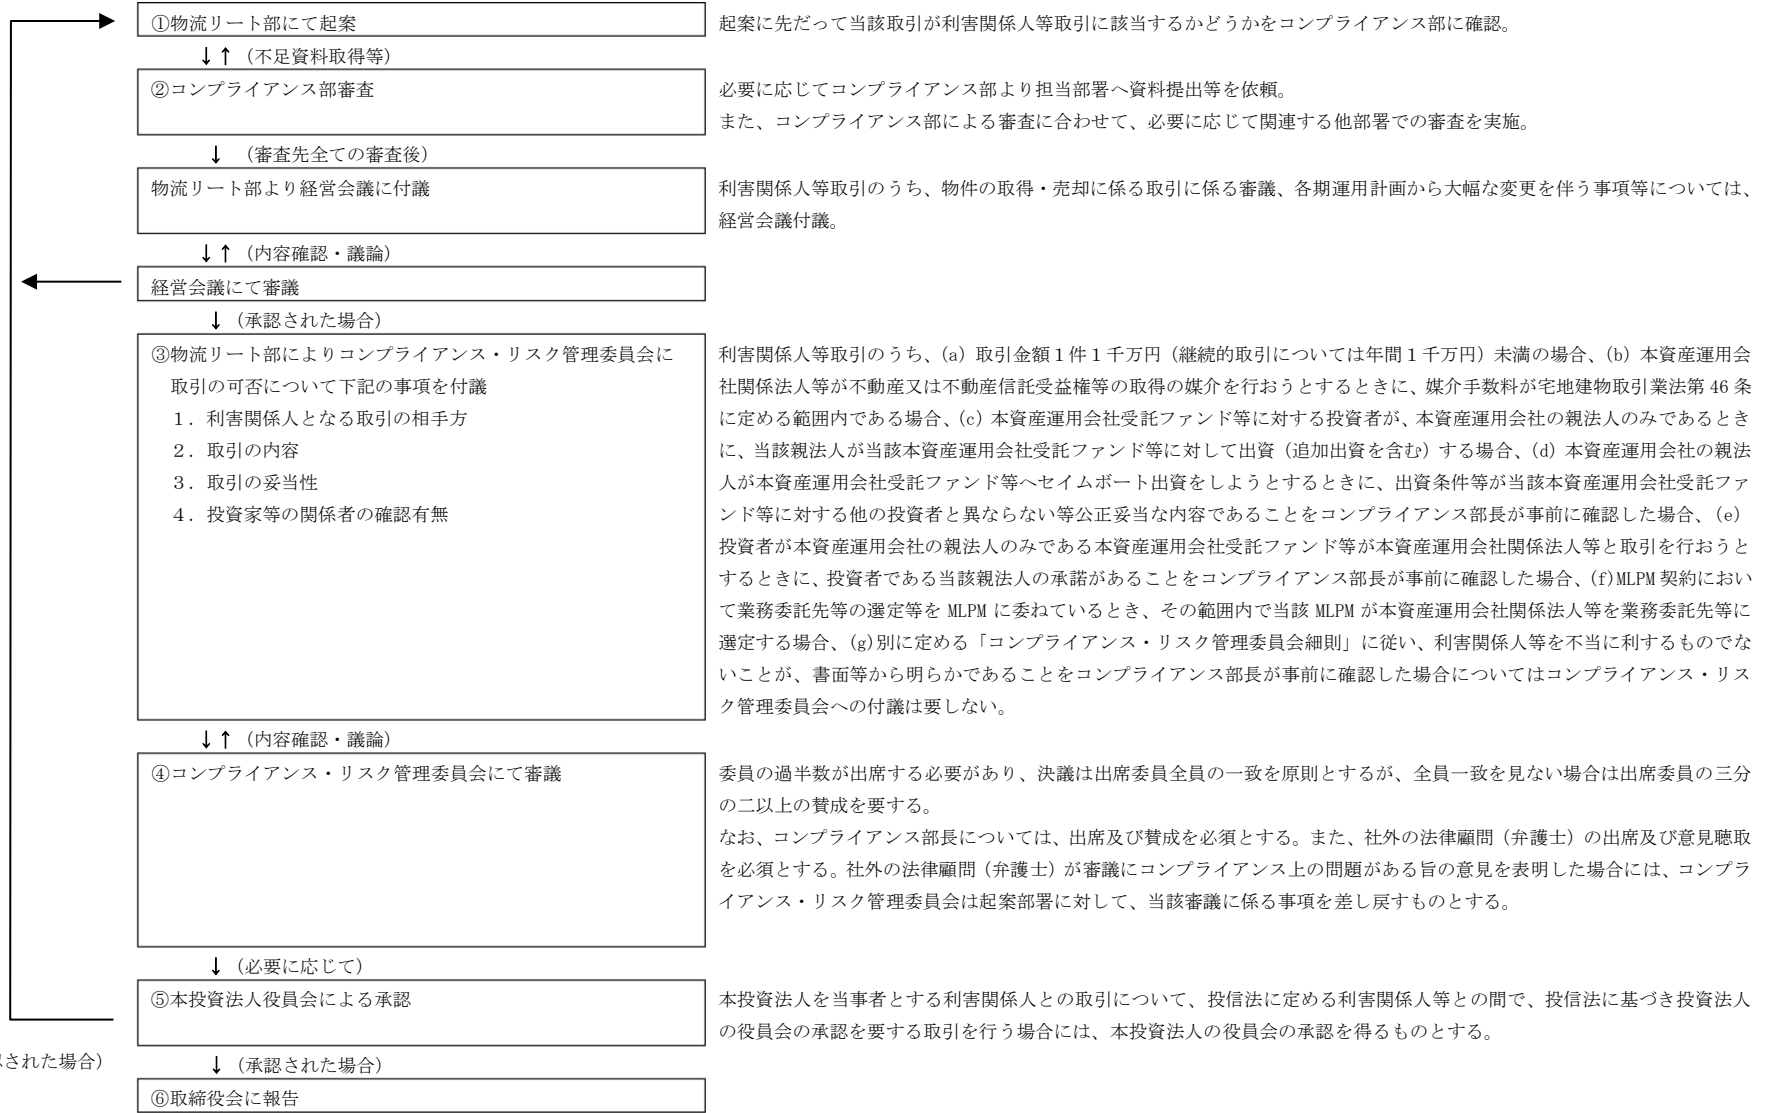 ①物流リート部にて起案
起案に先だって当該取引が利害関係人等取引に該当するかどうかをコンプライアンス部に確認。
↓↑（不足資料取得等）
②コンプライアンス部審査
必要に応じてコンプライアンス部より担当部署へ資料提出等を依頼。
また、コンプライアンス部による審査に合わせて、必要に応じて関連する他部署での審査を実施。
↓ （審査先全ての審査後）
物流リート部より経営会議に付議
利害関係人等取引のうち、物件の取得・売却に係る取引に係る審議、各期運用計画から大幅な変更を伴う事項等については、
経営会議付議。
↓↑（内容確認・議論）
経営会議にて審議
↓（承認された場合）
③物流リート部によりコンプライアンス・リスク管理委員会に
取引の可否について下記の事項を付議
１．利害関係人となる取引の相手方
２．取引の内容
３．取引の妥当性
４．投資家等の関係者の確認有無
利害関係人等取引のうち、(a) 取引金額１件１千万円（継続的取引については年間１千万円）未満の場合、(b) 本資産運用会
社関係法人等が不動産又は不動産信託受益権等の取得の媒介を行おうとするときに、媒介手数料が宅地建物取引業法第 46 条
に定める範囲内である場合、(c) 本資産運用会社受託ファンド等に対する投資者が、本資産運用会社の親法人のみであるとき
に、当該親法人が当該本資産運用会社受託ファンド等に対して出資（追加出資を含む）する場合、(d) 本資産運用会社の親法
人が本資産運用会社受託ファンド等へセイムボート出資をしようとするときに、出資条件等が当該本資産運用会社受託ファ
ンド等に対する他の投資者と異ならない等公正妥当な内容であることをコンプライアンス部長が事前に確認した場合、(e)
投資者が本資産運用会社の親法人のみである本資産運用会社受託ファンド等が本資産運用会社関係法人等と取引を行おうと
するときに、投資者である当該親法人の承諾があることをコンプライアンス部長が事前に確認した場合、(f)MLPM 契約におい
て業務委託先等の選定等を MLPM に委ねているとき、その範囲内で当該 MLPM が本資産運用会社関係法人等を業務委託先等に
選定する場合、(g)別に定める「コンプライアンス・リスク管理委員会細則」に従い、利害関係人等を不当に利するものでな
いことが、書面等から明らかであることをコンプライアンス部長が事前に確認した場合についてはコンプライアンス・リス
ク管理委員会への付議は要しない。
↓↑（内容確認・議論）
④コンプライアンス・リスク管理委員会にて審議
委員の過半数が出席する必要があり、決議は出席委員全員の一致を原則とするが、全員一致を見ない場合は出席委員の三分
の二以上の賛成を要する。
なお、コンプライアンス部長については、出席及び賛成を必須とする。また、社外の法律顧問（弁護士）の出席及び意見聴取
を必須とする。社外の法律顧問（弁護士）が審議にコンプライアンス上の問題がある旨の意見を表明した場合には、コンプラ
イアンス・リスク管理委員会は起案部署に対して、当該審議に係る事項を差し戻すものとする。
↓（必要に応じて）
⑤本投資法人役員会による承認
本投資法人を当事者とする利害関係人との取引について、投信法に定める利害関係人等との間で、投信法に基づき投資法人
の役員会の承認を要する取引を行う場合には、本投資法人の役員会の承認を得るものとする。
された場合）
↓（承認された場合）
⑥取締役会に報告